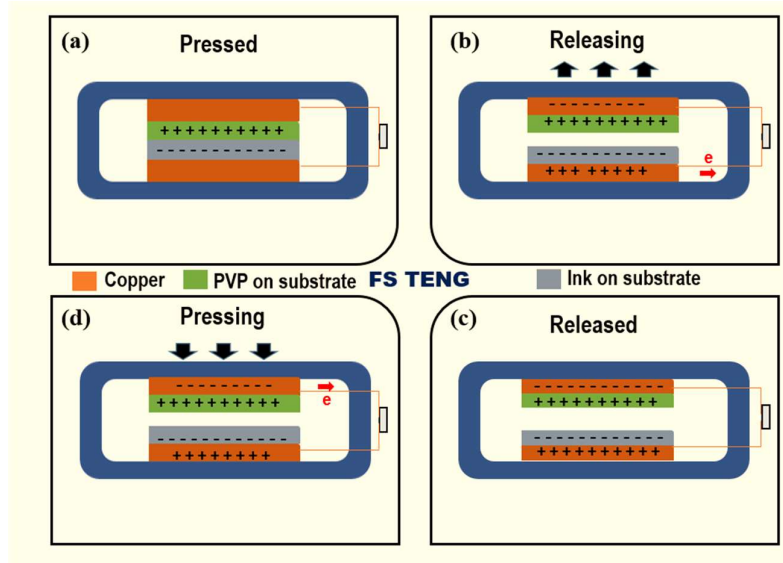 (a)
Pressed
++++++++++
-----------
(b)
Releasing
---------
++++++++++
------------
e
+++ +++++
Copper
PVP on substrate
FS TENG
Ink on substrate
(d)
Pressing
---------
e
++++++++++
------------
++++++++
(c)
Released
------------
++++++++++
------------
++++++++++